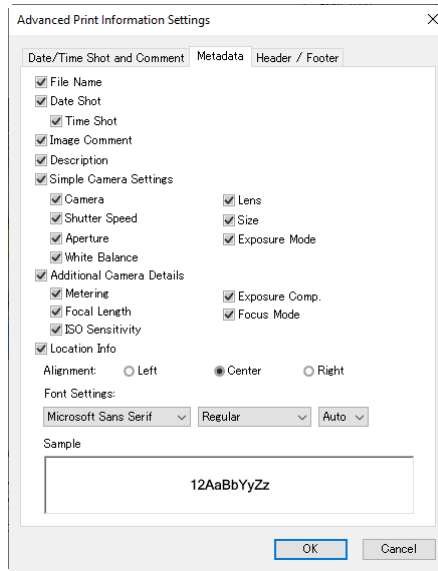 Advanced Print Information Settings
Date/Time Shot and Comment Metadata Header / Footer
File Name
Date Shot
Time Shot
Image Comment
Description
Simple Camera Settings
Camera Lens
Shutter Speed Size
Aperture Exposure Mode
White Balance
Additional Camera Details
Metering Exposure Comp.
Focal Length Focus Mode
ISO Sensitivity
Location Info
Alignment: Left Center Right
Font Settings:
Microsoft Sans Serif Regular Auto
Sample
12AaBbYyZz
OK Cancel